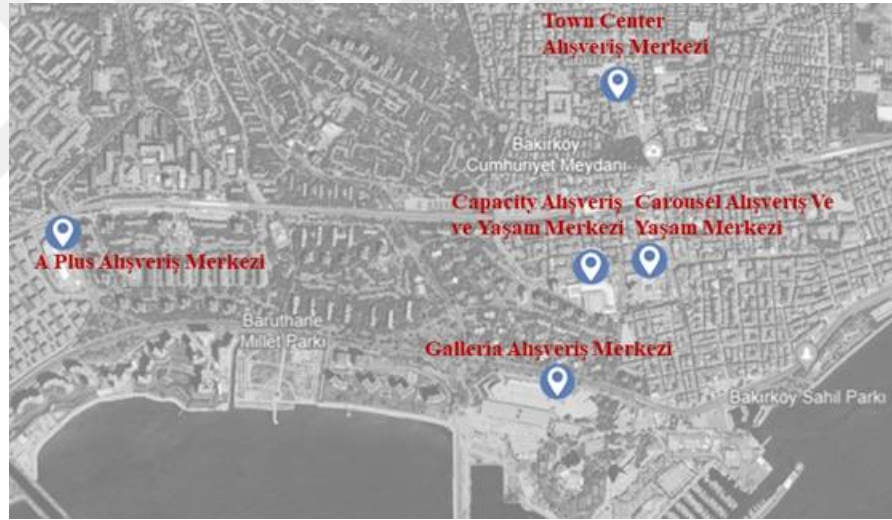 Town Center
Alışveriş Merkezi
Bakırköy
Cumhuriyet Meydanı
Capacity Alışveriş
ve Yaşam Merkezi
Carousel Alışveriş Ve
Yaşam Merkezi
A Plus Alışveriş Merkezi
Baruthane
Millet Parkı
Galleria Alışveriş Merkezi
Bakırköy Sahil Parkı